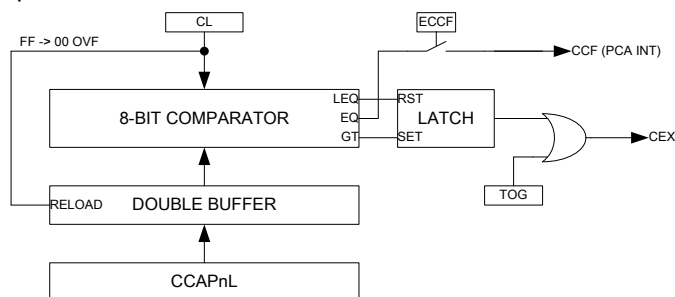 CL
ECCF
FF -> 00 OVF
CCF (PCA INT)
LEQ
RST
8-BIT COMPARATOR
EQ
LATCH
GT
SET
CEX
TOG
RELOAD
DOUBLE BUFFER
CCAPnL